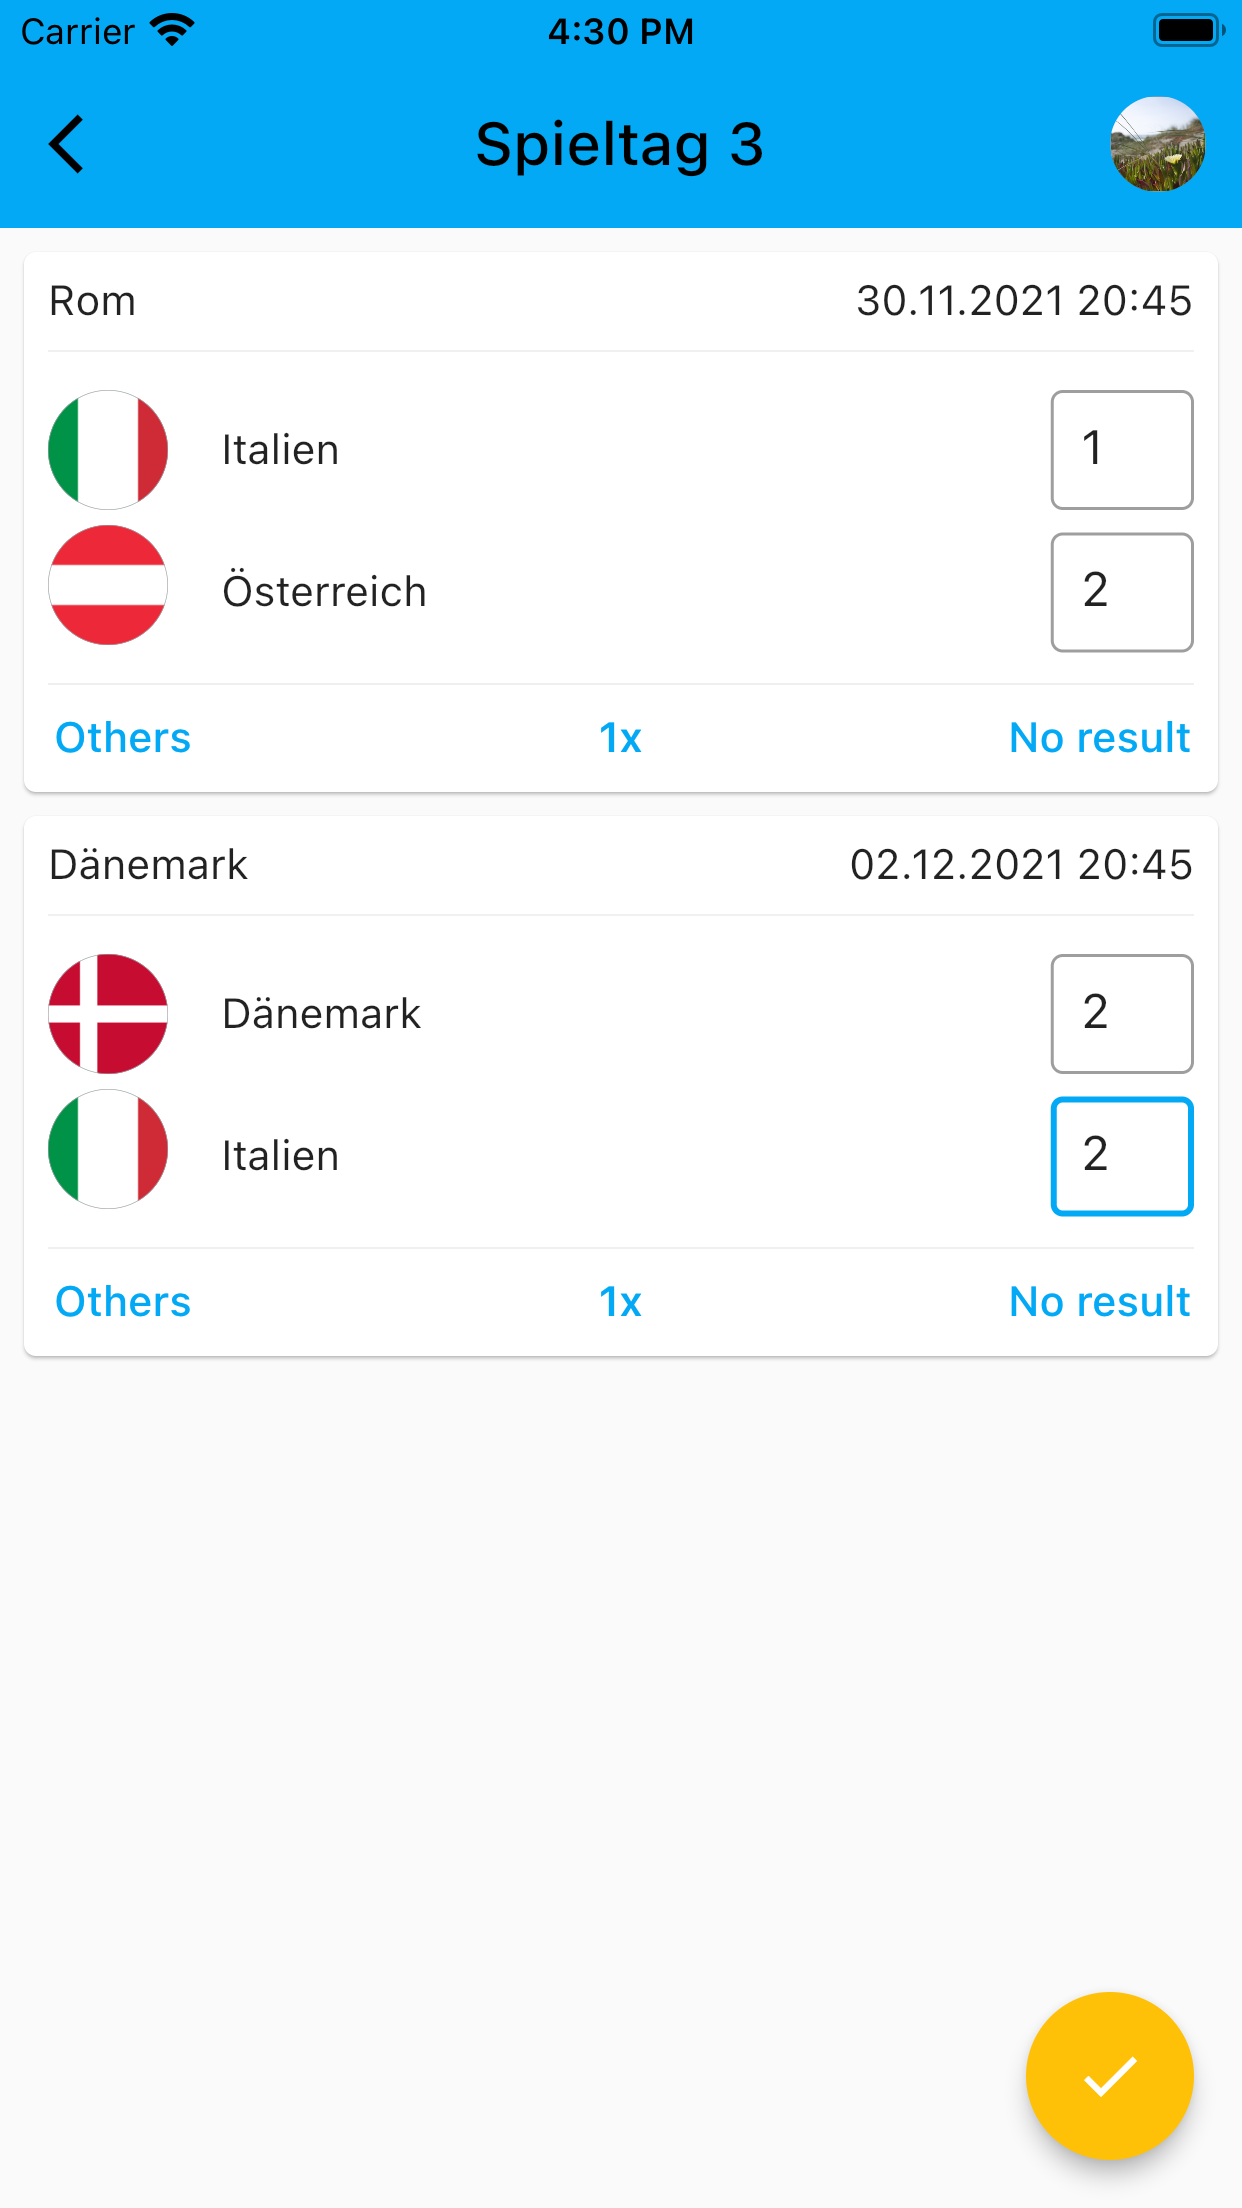 Carrier 4:30 PM
Spieltag 3
Rom 30.11.2021 20:45
Italien 1
Österreich 2
Others 1x No result
Dänemark 02.12.2021 20:45
Dänemark 2
Italien 2
Others 1x No result